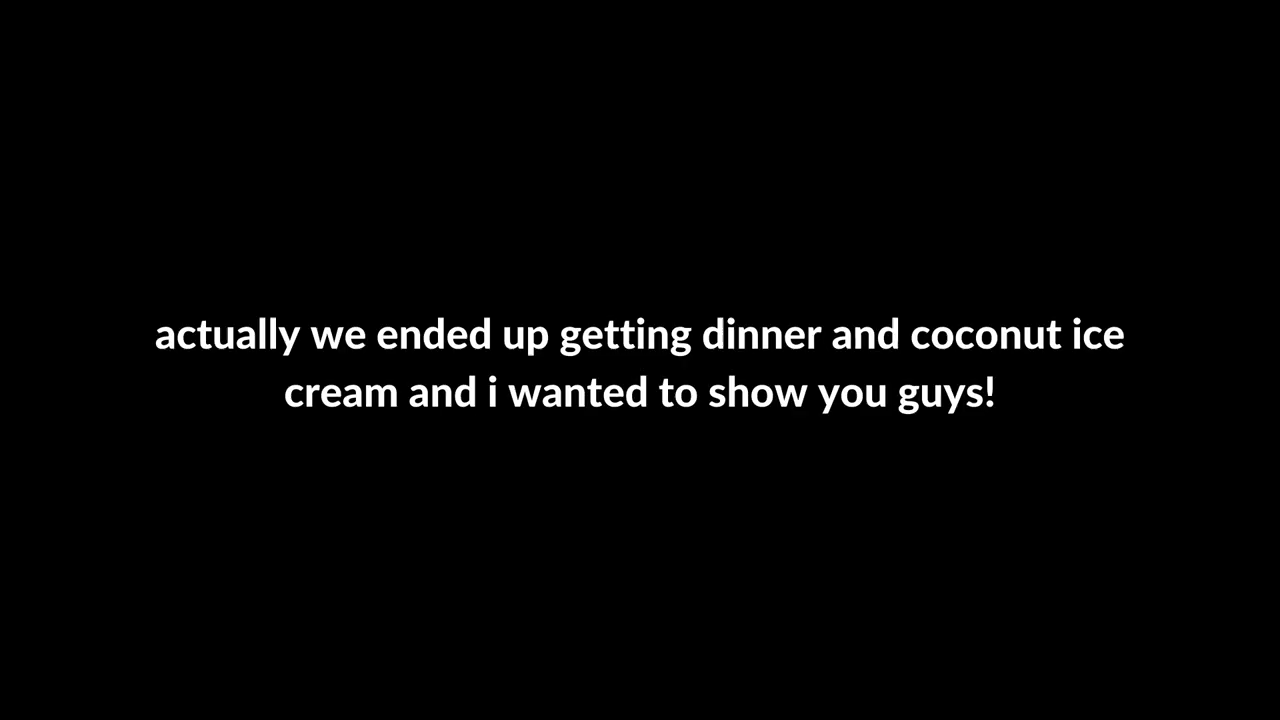 actually we ended up getting dinner and coconut ice
cream and i wanted to show you guys!